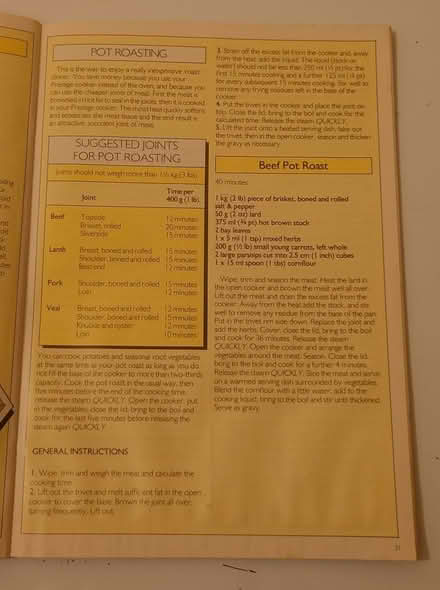 POT ROASTING
This is the way to enjoy a really inexpensive roast
dinner. You save money because you use your
Prestige cooker instead of the oven, and because you
can use the cheaper joints of meat. First the meat is
browned in hot fat to seal in the juices, then it is cooked
in your Prestige cooker. The moist heat quickly softens
and breaks down the meat tissue and the end result is
an attractive, succulent joint of meat.
SUGGESTED JOINTS
FOR POT ROASTING
Joints should not weigh more than 1½ kg (3 lb).
Joint
Time per
400 g (1 lb)
Beef Topside 12 minutes
Brisket, rolled 20 minutes
Silverside 15 minutes
Lamb Breast, boned and rolled 15 minutes
Shoulder, boned and rolled 15 minutes
Best end 12 minutes
Pork Shoulder, boned and rolled 15 minutes
Loin 12 minutes
Veal Breast, boned and rolled 12 minutes
Shoulder, boned and rolled 15 minutes
Knuckle and oyster 12 minutes
Loin 10 minutes
You can cook potatoes and seasonal root vegetables
at the same time as your pot roast as long as you do
not fill the base of the cooker to more than two-thirds
capacity. Cook the pot roast in the usual way, then
five minutes before the end of the cooking time,
release the steam QUICKLY. Open the cooker, put
in the vegetables, close the lid, bring to the boil and
cook for the last five minutes before releasing the
steam again QUICKLY.
GENERAL INSTRUCTIONS
1. Wipe, trim and weigh the meat and calculate the
cooking time.
2. Lift out the trivet and melt sufficient fat in the open
cooker to cover the base. Brown the joint all over,
turning frequently. Lift out.
3. Strain off the excess fat from the cooker and, away
from the heat, add the liquid. The liquid (stock or
water) should not be less than 250 ml (½ pt) for the
first 15 minutes cooking and a further 125 ml (¼ pt)
for every subsequent 15 minutes cooking. Stir well to
remove any frying residues left in the base of the
cooker.
4. Put the trivet in the cooker and place the joint on
top. Close the lid, bring to the boil and cook for the
calculated time. Release the steam QUICKLY.
5. Lift the joint onto a heated serving dish, take out
the trivet, then in the open cooker, season and thicken
the gravy as necessary.
Beef Pot Roast
40 minutes
1 kg (2 lb) piece of brisket, boned and rolled
salt & pepper
50 g (2 oz) lard
375 ml (¾ pt) hot brown stock
2 bay leaves
1 x 5 ml (1 tsp) mixed herbs
200 g (½ lb) small young carrots, left whole
2 large parsnips cut into 2.5 cm (1 inch) cubes
1 x 15 ml spoon (1 tbs) cornflour
Wipe, trim and season the meat. Heat the lard in
the open cooker and brown the meat well all over.
Lift out the meat and drain the excess fat from the
cooker. Away from the heat, add the stock, and stir
well to remove any residue from the base of the pan.
Put in the trivet, rim side down. Replace the joint and
add the herbs. Cover, close the lid, bring to the boil
and cook for 36 minutes. Release the steam
QUICKLY. Open the cooker and arrange the
vegetables around the meat. Season. Close the lid,
bring to the boil and cook for a further 4 minutes.
Release the steam QUICKLY. Slice the meat and serve
on a warmed serving dish surrounded by vegetables.
Blend the cornflour with a little water, add to the
cooking liquid, bring to the boil and stir until thickened.
Serve as gravy.
31